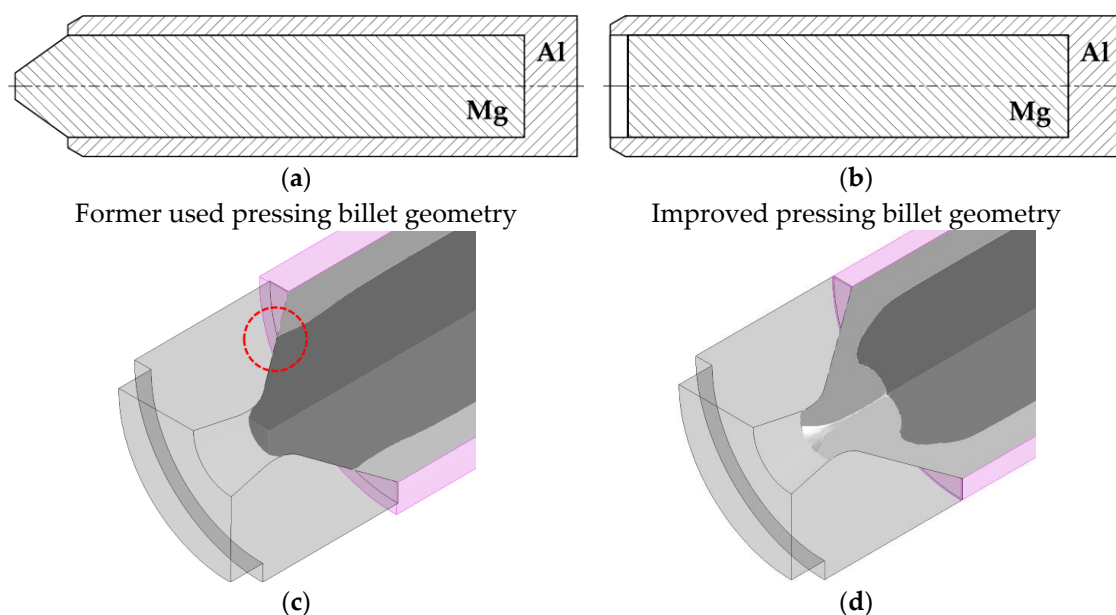 Al
Mg
Al
Mg
(a)
(b)
Former used pressing billet geometry
Improved pressing billet geometry
(c)
(d)